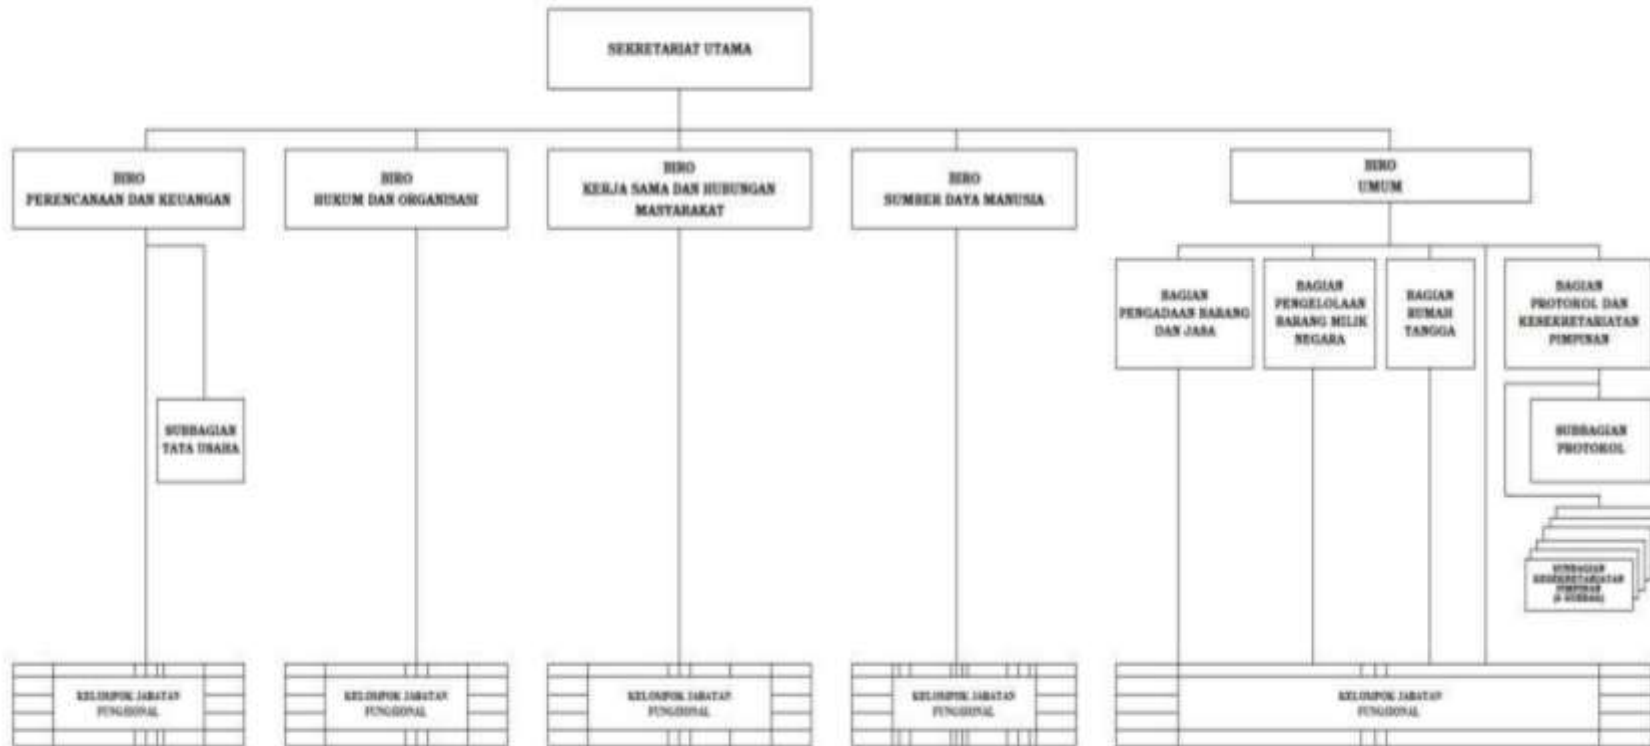 SEKRETARIAT UTAMA
BIRO
PERENCANAAN DAN KEUANGAN
BIRO
HUKUM DAN ORGANISASI
BIRO
KERJA SAMA DAN HUBUNGAN
MASYARAKAT
BIRO
SUMBER DAYA MANUSIA
BIRO
UMUM
BAGIAN
PENGADAAN BARANG
DAN JASA
BAGIAN
PENGELOLAAN
BARANG MILIK
NEGARA
BAGIAN
RUMAH
TANGGA
BAGIAN
PROTOKOL DAN
KESEKRETARIATAN
PIMPINAN
SUBBAGIAN
TATA USAHA
SUBBAGIAN
PROTOKOL
SUBBAGIAN
KESEKRETARIATAN
PIMPINAN
KELOMPOK JABATAN
FUNGSIONAL
KELOMPOK JABATAN
FUNGSIONAL
KELOMPOK JABATAN
FUNGSIONAL
KELOMPOK JABATAN
FUNGSIONAL
KELOMPOK JABATAN
FUNGSIONAL